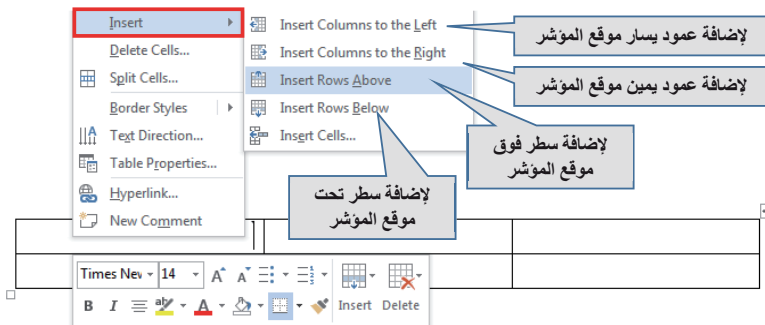 Insert
Delete Cells...
Split Cells...
Border Styles
Text Direction...
Table Properties...
Hyperlink...
New Comment
Insert Columns to the Left
Insert Columns to the Right
Insert Rows Above
Insert Rows Below
Insert Cells...
لإضافة عمود يسار موقع المؤشر
لإضافة عمود يمين موقع المؤشر
لإضافة سطر فوق
موقع المؤشر
لإضافة سطر تحت
موقع المؤشر
Times New 14 A A
B I ab A Insert Delete